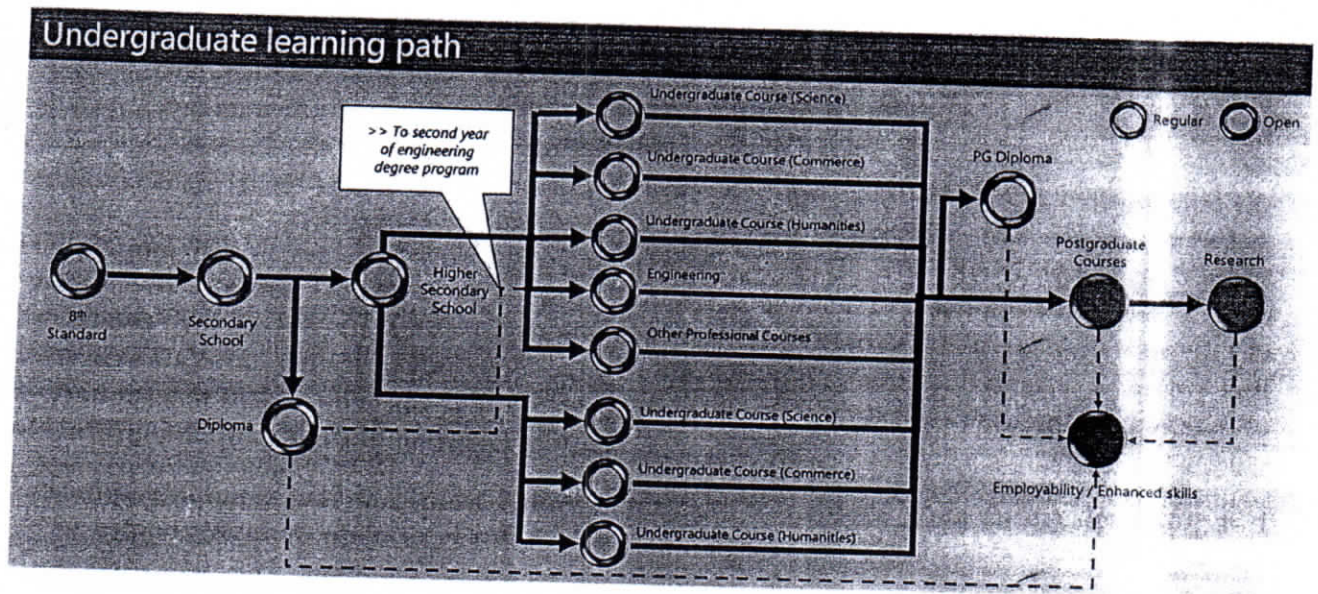 Undergraduate learning path
Undergraduate Course (Science)
>> To second year
of engineering
degree program
Regular
Open
Undergraduate Course (Commerce)
PG Diploma
Undergraduate Course (Humanities)
Postgraduate
Courses
Research
Engineering
Higher
Secondary
School
8th
Standard
Secondary
School
Other Professional Courses
Diploma
Undergraduate Course (Science)
Undergraduate Course (Commerce)
Employability / Enhanced skills
Undergraduate Course (Humanities)